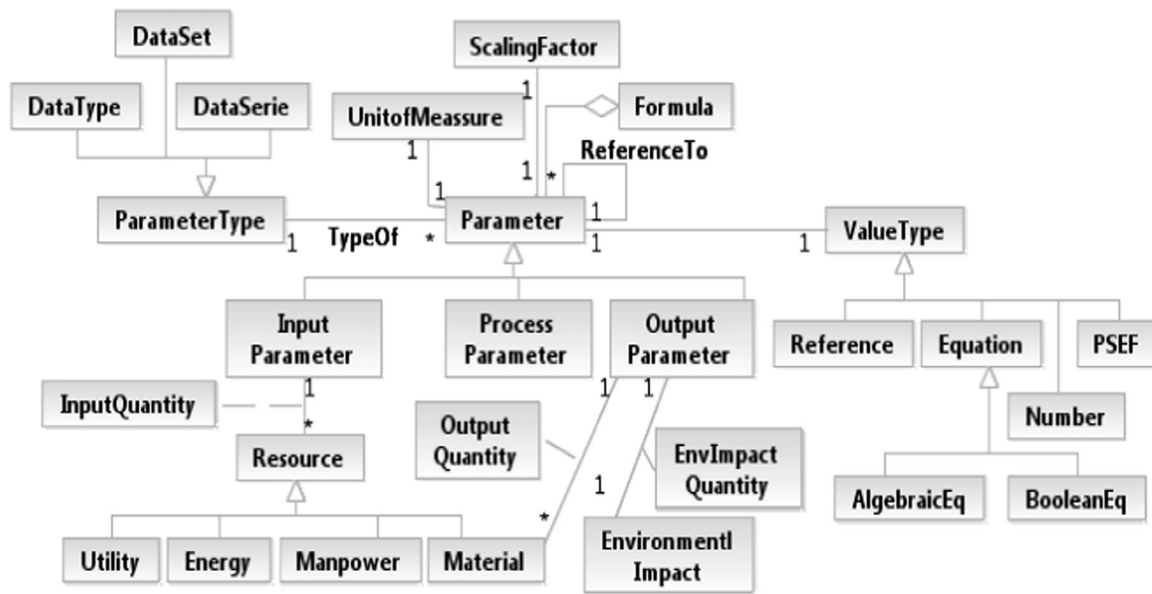 DataSet
ScalingFactor
DataType
DataSerie
UnitofMeassure
1
Formula
1
1
1
*
ReferenceTo
ParameterType
Parameter
1
ValueType
1
TypeOf
*
1
1
Input
Parameter
Process
Parameter
Output
Parameter
Reference
Equation
PSEF
InputQuantity
1
*
1
1
Output
Quantity
Number
Resource
EnvImpact
Quantity
1
*
AlgebraicEq
BooleanEq
Utility
Energy
Manpower
Material
Environmentl
Impact